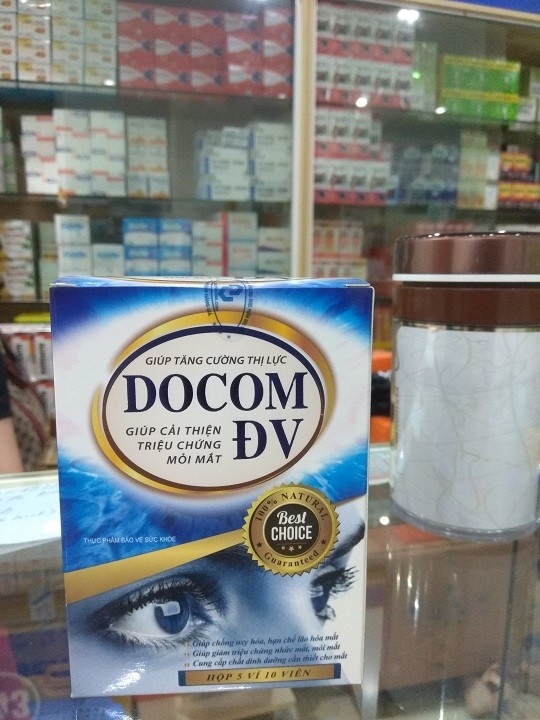 GIÚP TĂNG CƯỜNG THỊ LỰC
DOCOM
ĐV
GIÚP CẢI THIỆN
TRIỆU CHỨNG
MỎI MẮT
100% NATURAL
Best
CHOICE
Guaranteed
THỰC PHẨM BẢO VỆ SỨC KHỎE
Giúp chống oxy hóa, hạn chế lão hóa mắt
Giúp giảm triệu chứng nhức mắt, mỏi mắt
Cung cấp chất dinh dưỡng cần thiết cho mắt
HỘP 5 VỈ 10 VIÊN